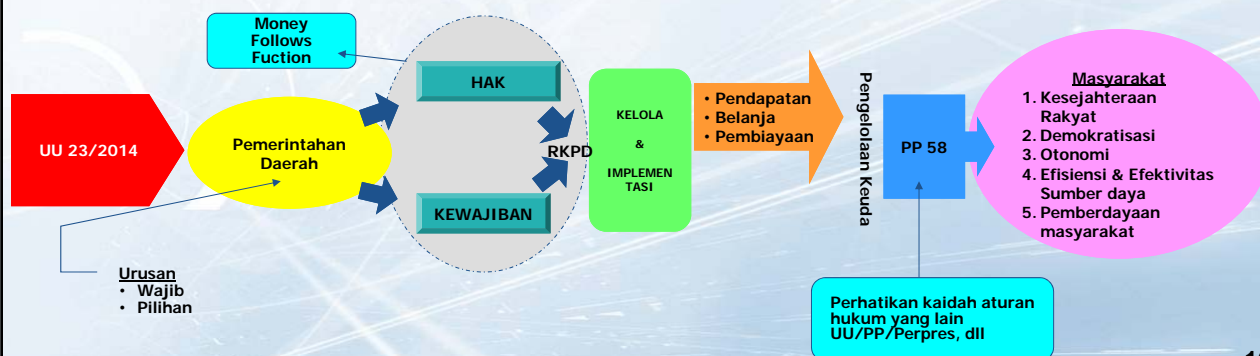 Money
Follows
Fuction
UU 23/2014
Pemerintahan
Daerah
Urusan
• Wajib
• Pilihan
HAK
KEWAJIBAN
RKPD
KELOLA
&
IMPLEMEN
TASI
• Pendapatan
• Belanja
• Pembiayaan
Pengelolaan Keuda
PP 58
Masyarakat
1. Kesejahteraan
Rakyat
2. Demokratisasi
3. Otonomi
4. Efisiensi & Efektivitas
Sumber daya
5. Pemberdayaan
masyarakat
Perhatikan kaidah aturan
hukum yang lain
UU/PP/Perpres, dll